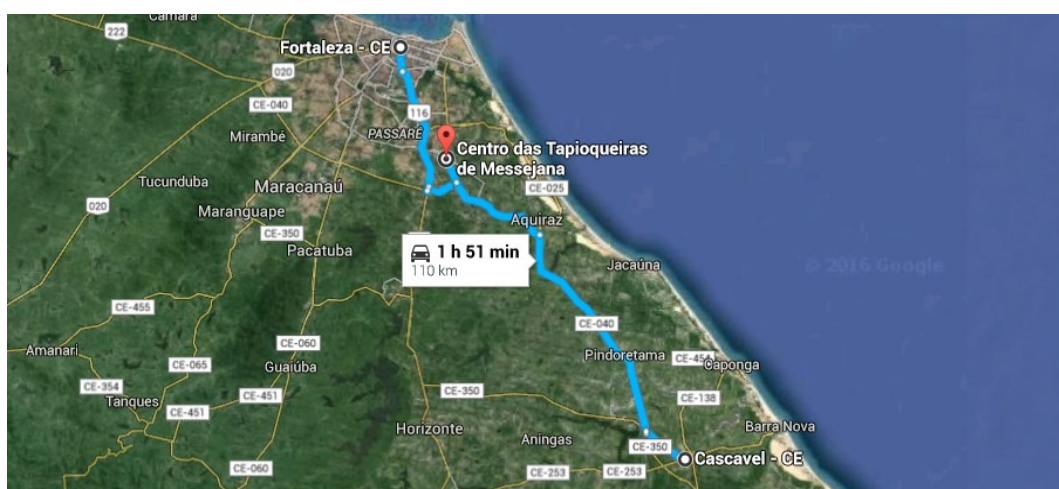 Camara
222
Fortaleza - CE
020
CE-040
116
Mirambé
PASSARÉ
Centro das Tapioqueiras
de Messejana
Tucunduba
Maracanaú
CE-025
020
Maranguape
Aquiraz
CE-350
Pacatuba
1 h 51 min
110 km
Jacaúna
© 2016 Google
CE-455
CE-040
Amanari
CE-060
Pindoretama
CE-454
Caponga
CE-065
Guaiúba
CE-354
Tanques
CE-451
CE-451
CE-350
CE-138
Horizonte
Aningas
CE-350
Barra Nova
Cascavel - CE
CE-060
CE-253
CE-253